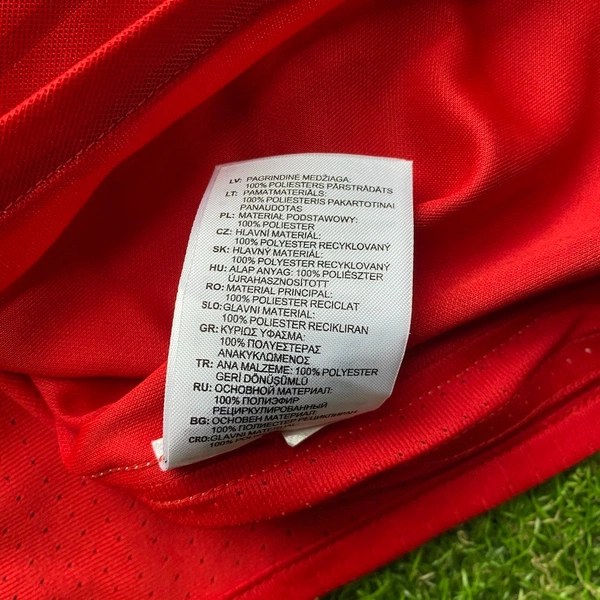 LV: PAGRINDINĖ MEDŽIAGA:
100% POLIESTERS PĀRSTRĀDĀTS
LT: PAMATMATERIĀLS:
100% POLIESTERIS PAKARTOTINAI
PANAUDOTAS
PL: MATERIAŁ PODSTAWOWY:
100% POLIESTER
CZ: HLAVNÍ MATERIÁL:
100% POLYESTER RECYKLOVANÝ
SK: HLAVNÝ MATERIÁL:
100% POLYESTER RECYKLOVANÝ
HU: ALAP ANYAG: 100% POLIÉSZTER
ÚJRAHASZNOSÍTOTT
RO: MATERIAL PRINCIPAL:
100% POLIESTER RECICLAT
SLO: GLAVNI MATERIAL:
100% POLIESTER RECIKLIRAN
GR: ΚΥΡΙΩΣ ΥΦΑΣΜΑ:
100% ΠΟΛΥΕΣΤΕΡΑΣ
ΑΝΑΚΥΚΛΩΜΕΝΟΣ
TR: ANA MALZEME: 100% POLYESTER
GERİ DÖNÜŞÜMLÜ
RU: ОСНОВНОЙ МАТЕРИАЛ:
100% ПОЛИЭФИР
РЕЦИРКУЛИРОВАННЫЙ
BG: ОСНОВЕН МАТЕРИАЛ:
100% ПОЛИЕСТЕР РЕЦИКЛИРАН
CRO: GLAVNI MATERIJAL:
100% POLIESTER